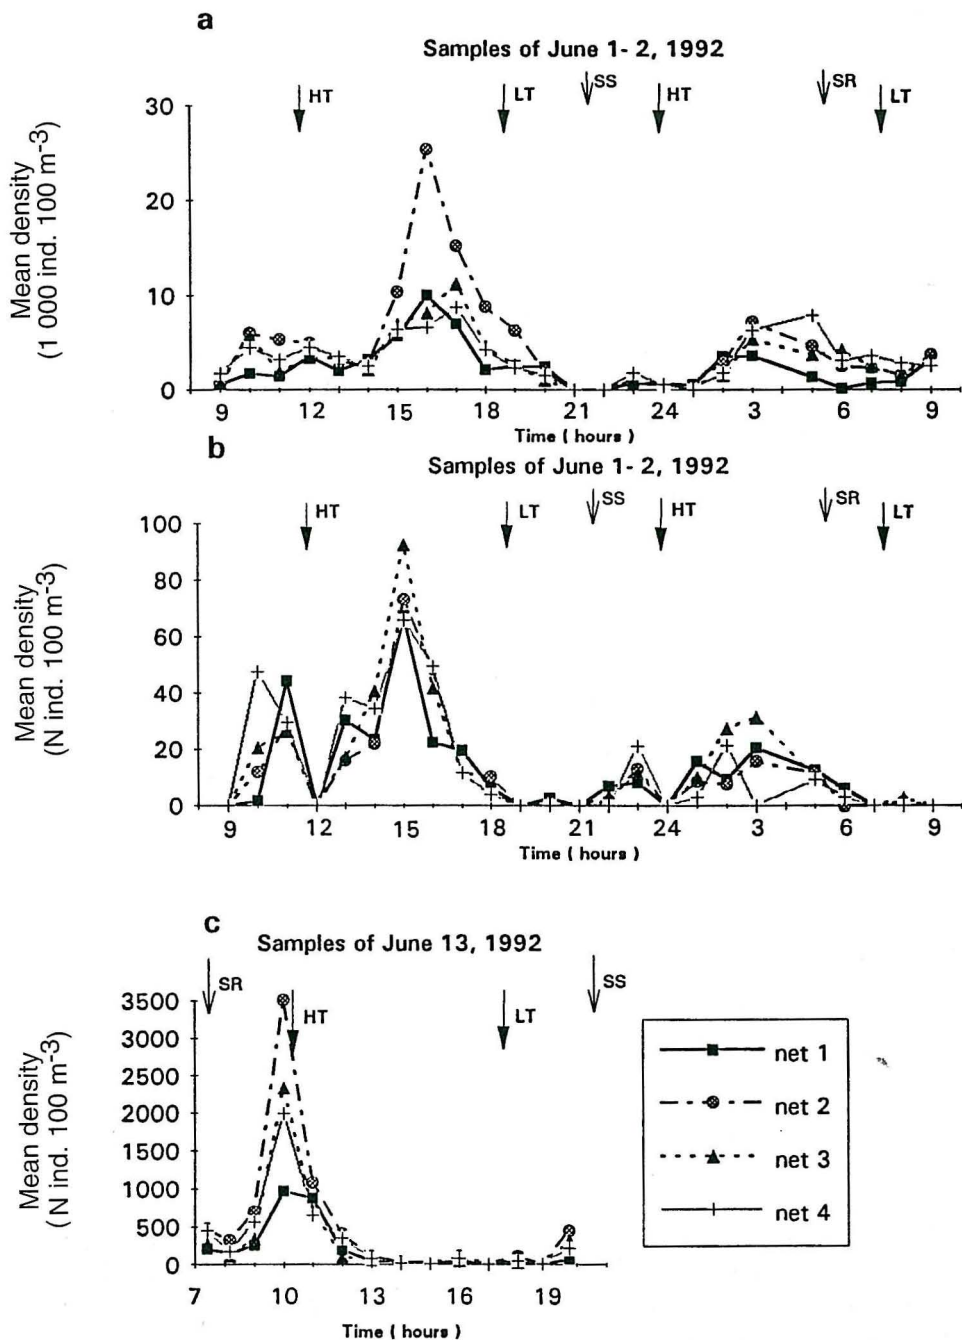 a
Samples of June 1- 2, 1992
HT LT SS HT SR LT
Mean density
(1 000 ind. 100 m-3)
30
20
10
0
9 12 15 18 21 24 3 6 9
Time ( hours )
b
Samples of June 1- 2, 1992
HT LT SS HT SR LT
Mean density
(N ind. 100 m-3)
100
80
60
40
20
0
9 12 15 18 21 24 3 6 9
Time ( hours )
c
Samples of June 13, 1992
SR HT LT SS
Mean density
( N ind. 100 m-3)
3500
3000
2500
2000
1500
1000
500
0
7 10 13 16 19
Time ( hours )
net 1
net 2
net 3
net 4